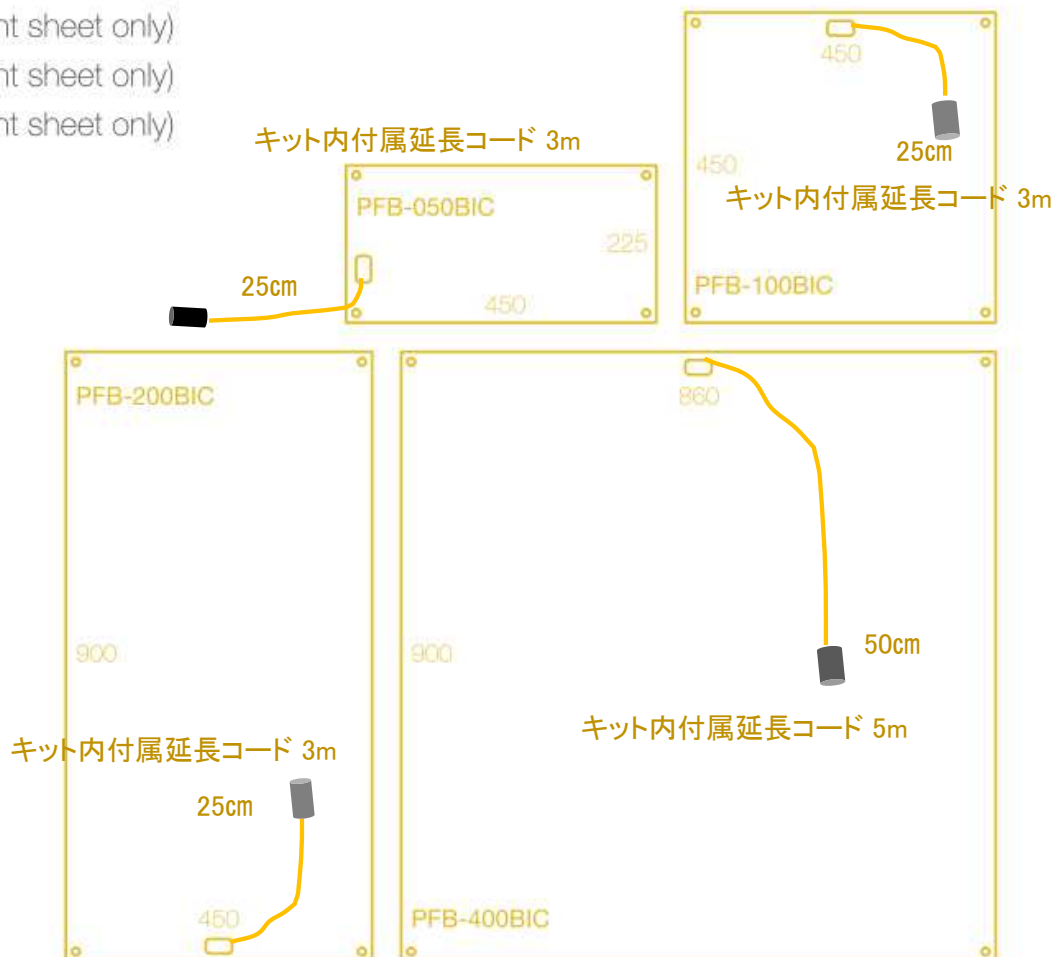 nt sheet only)
nt sheet only)
nt sheet only)
450
25cm
450
キット内付属延長コード 3m
PFB-100BIC
キット内付属延長コード 3m
PFB-050BIC
225
25cm
450
PFB-200BIC
900
キット内付属延長コード 3m
25cm
450
860
900
50cm
キット内付属延長コード 5m
PFB-400BIC